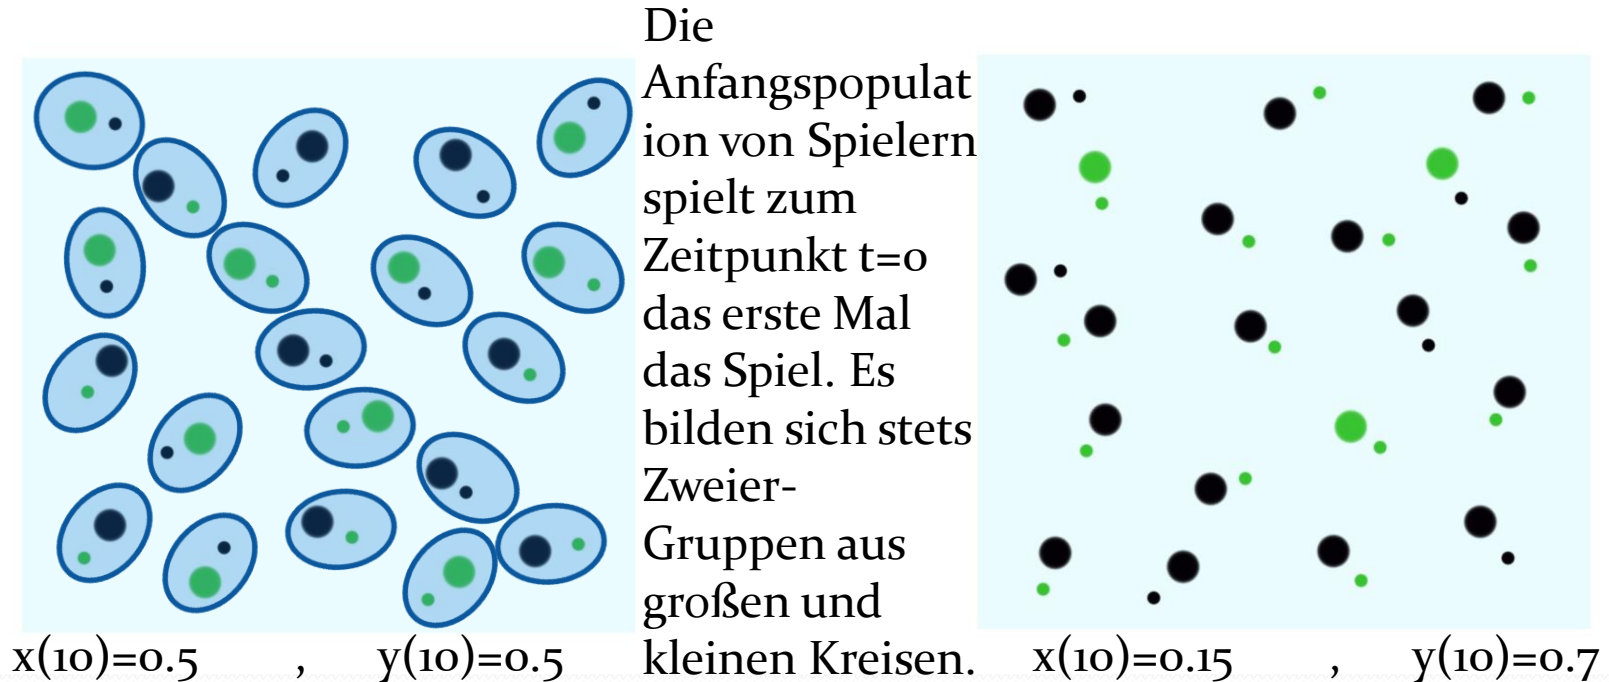 Die
Anfangspopulat
ion von Spielern
spielt zum
Zeitpunkt t=0
das erste Mal
das Spiel. Es
bilden sich stets
Zweier-
Gruppen aus
großen und
kleinen Kreisen.
x(10)=0.5 , y(10)=0.5
x(10)=0.15 , y(10)=0.7